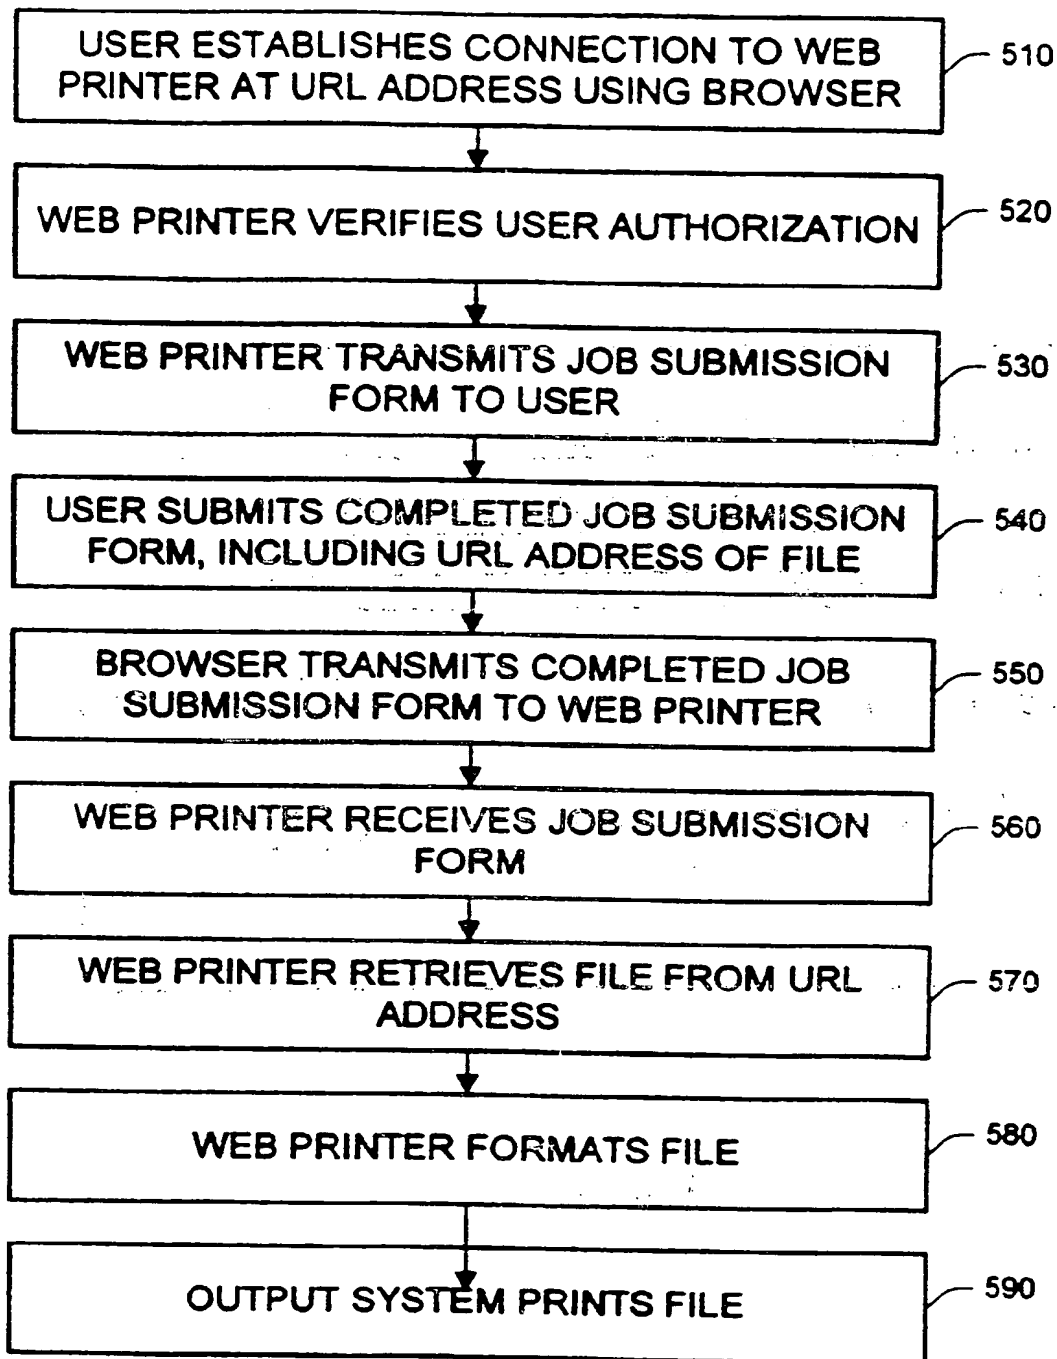 USER ESTABLISHES CONNECTION TO WEB
PRINTER AT URL ADDRESS USING BROWSER
510
WEB PRINTER VERIFIES USER AUTHORIZATION
520
WEB PRINTER TRANSMITS JOB SUBMISSION
FORM TO USER
530
USER SUBMITS COMPLETED JOB SUBMISSION
FORM, INCLUDING URL ADDRESS OF FILE
540
BROWSER TRANSMITS COMPLETED JOB
SUBMISSION FORM TO WEB PRINTER
550
WEB PRINTER RECEIVES JOB SUBMISSION
FORM
560
WEB PRINTER RETRIEVES FILE FROM URL
ADDRESS
570
WEB PRINTER FORMATS FILE
580
OUTPUT SYSTEM PRINTS FILE
590